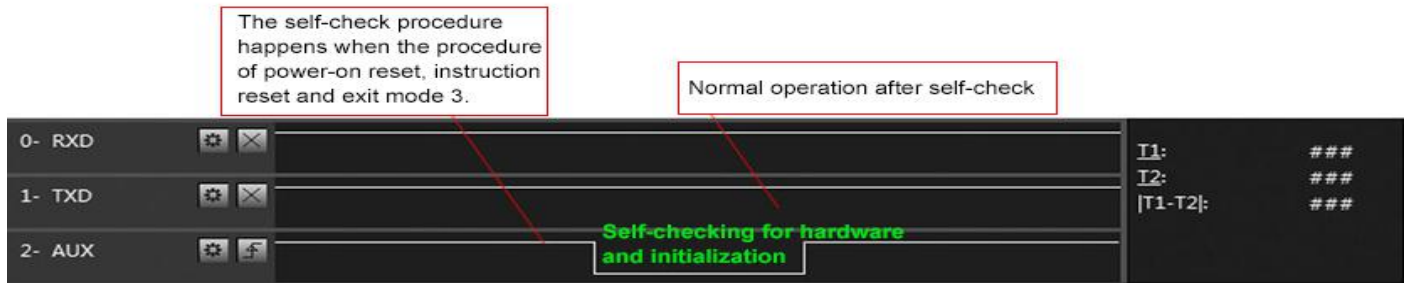 The self-check procedure
happens when the procedure
of power-on reset, instruction
reset and exit mode 3.
Normal operation after self-check
0- RXD
T1: ###
1- TXD
T2: ###
|T1-T2|: ###
2- AUX
Self-checking for hardware
and initialization